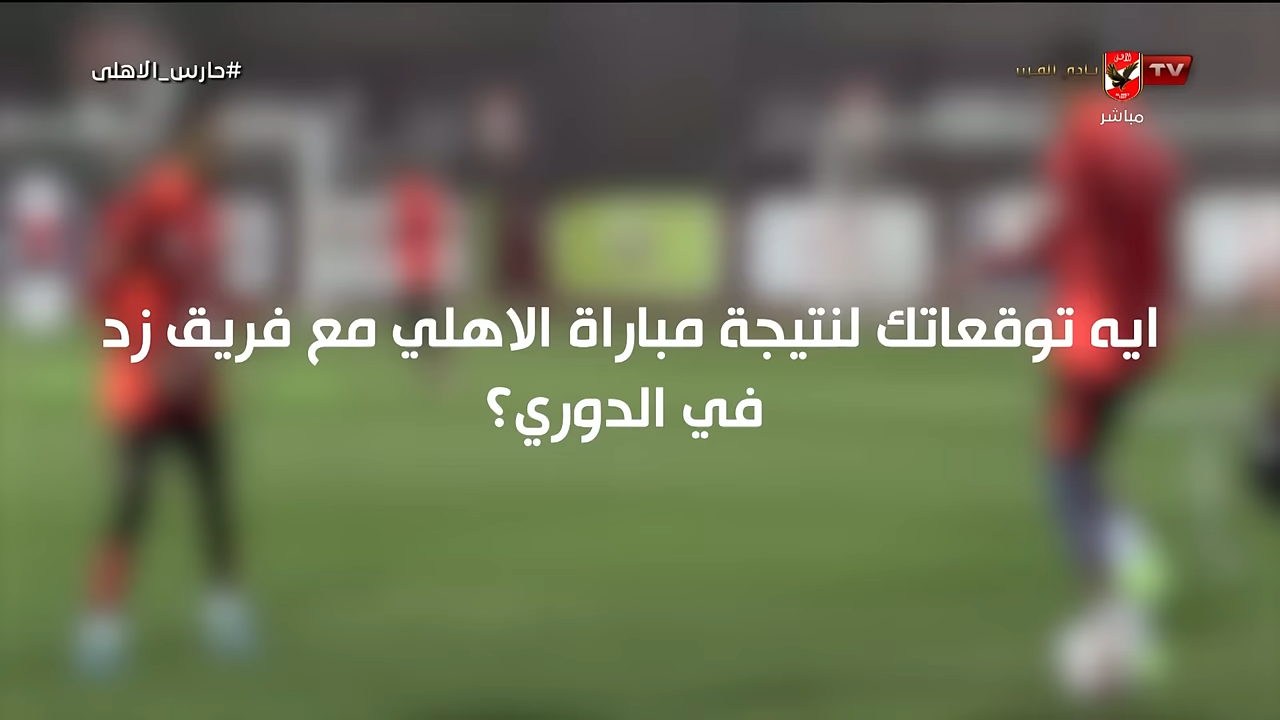 #حارس_الاهلى
TV
مباشر
ايه توقعاتك لنتيجة مباراة الاهلي مع فريق زد
في الدوري؟